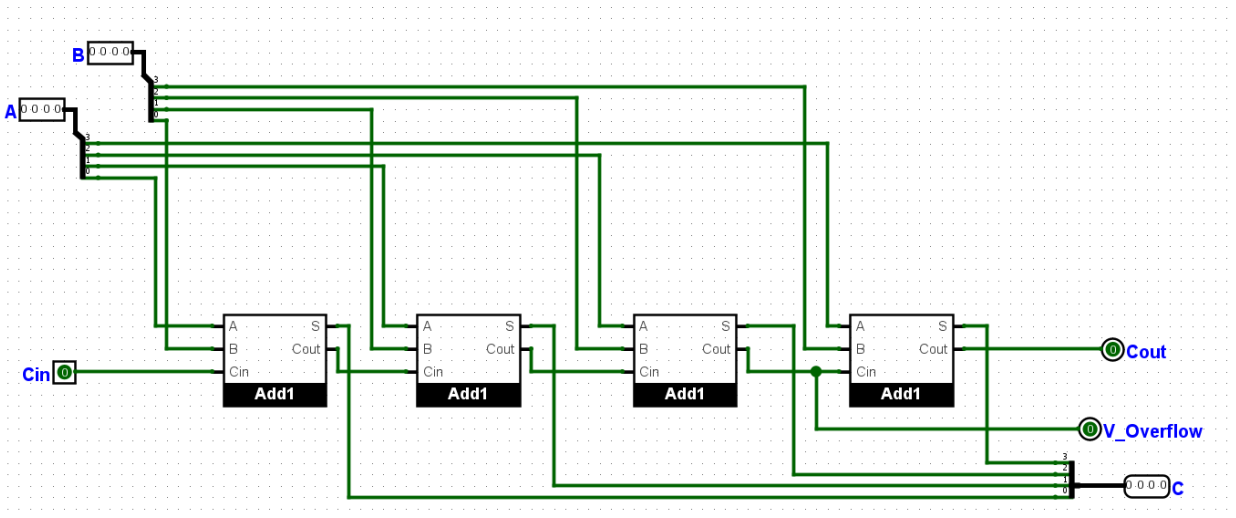 B 0 0 0 0
3
2
1
0
A 0 0 0 0
3
2
1
0
A S
B Cout
Cin
Add1
A S
B Cout
Cin
Add1
A S
B Cout
Cin
Add1
A S
B Cout
Cin
Add1
Cin 0
0 Cout
0 V_Overflow
3
2
1
0
0 0 0 0 C